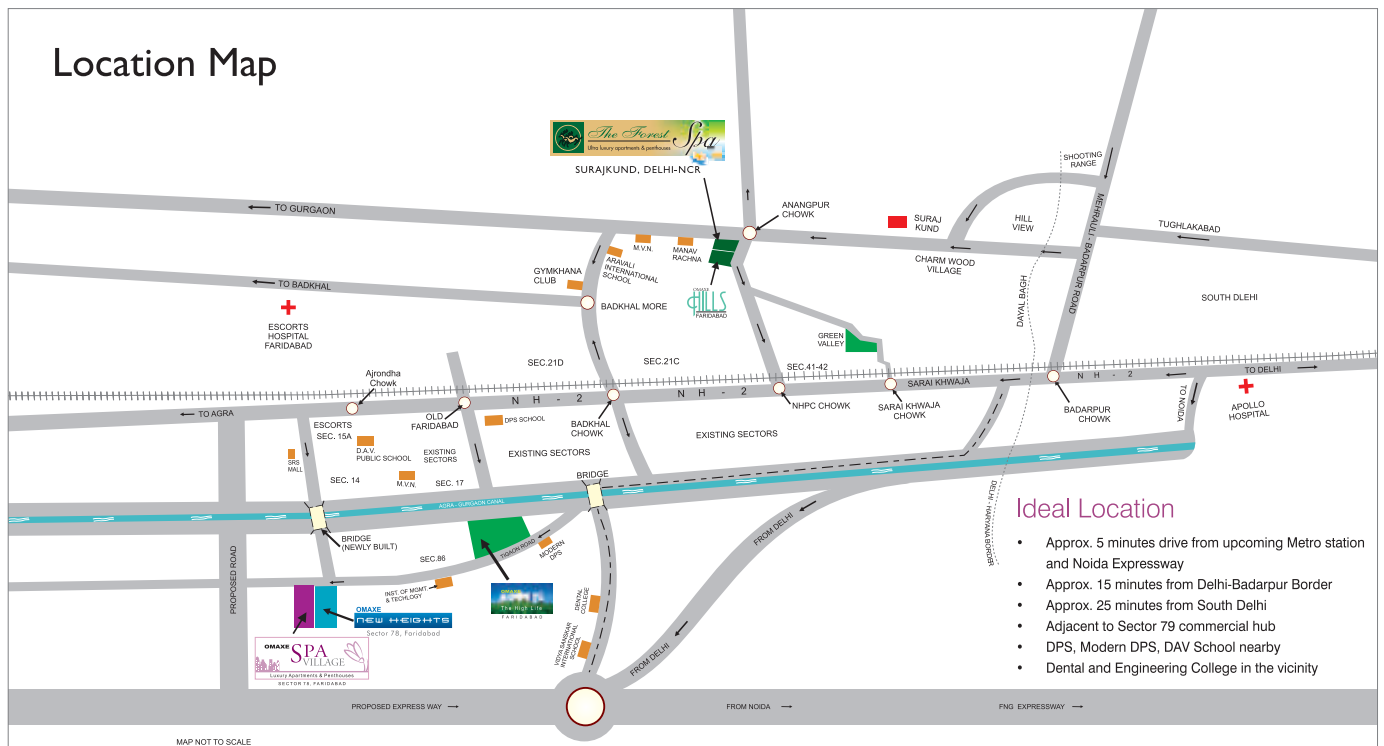 Location Map
The Forest Spa
Ultra luxury apartments & penthouses
SURAJKUND, DELHI-NCR
SHOOTING
RANGE
TO GURGAON
ANANGPUR
CHOWK
SURAJ
KUND
HILL
VIEW
MEHRAULI - BADARPUR ROAD
TUGHLAKABAD
M.V.N.
MANAV
RACHNA
ARAVALI
INTERNATIONAL
SCHOOL
CHARM WOOD
VILLAGE
GYMKHANA
CLUB
TO BADKHAL
DAYAL BAGH
SOUTH DLEHI
BADKHAL MORE
OMAXE
HILLS
FARIDABAD
ESCORTS
HOSPITAL
FARIDABAD
GREEN
VALLEY
SEC.21D
SEC.21C
SEC.41-42
Ajrondha
Chowk
TO DELHI
N H - 2
SARAI KHWAJA
N H - 2
N H - 2
TO AGRA
TO NOIDA
NHPC CHOWK
SARAI KHWAJA
CHOWK
BADARPUR
CHOWK
APOLLO
HOSPITAL
OLD
FARIDABAD
DPS SCHOOL
BADKHAL
CHOWK
ESCORTS
SEC. 15A
D.A.V.
PUBLIC SCHOOL
EXISTING
SECTORS
EXISTING SECTORS
EXISTING SECTORS
SRS
MALL
SEC. 14
M.V.N.
SEC. 17
BRIDGE
AGRA - GURGAON CANAL
DELHI - HARYANA BORDER
BRIDGE
(NEWLY BUILT)
FROM DELHI
SEC.86
TIGAON ROAD
MODERN
DPS
PROPOSED ROAD
INST. OF MGMT.
& TECHLOGY
OMAXE
The High Life
FARIDABAD
DENTAL
COLLEGE
OMAXE
NEW HEIGHTS
Sector 78, Faridabad
VIDYA SANSKAR
INTERNATIONAL
SCHOOL
OMAXE SPA
VILLAGE
Luxury Apartments & Penthouses
SECTOR 78, FARIDABAD
FROM DELHI
Ideal Location
• Approx. 5 minutes drive from upcoming Metro station
and Noida Expressway
• Approx. 15 minutes from Delhi-Badarpur Border
• Approx. 25 minutes from South Delhi
• Adjacent to Sector 79 commercial hub
• DPS, Modern DPS, DAV School nearby
• Dental and Engineering College in the vicinity
PROPOSED EXPRESS WAY
FROM NOIDA
FNG EXPRESSWAY
MAP NOT TO SCALE